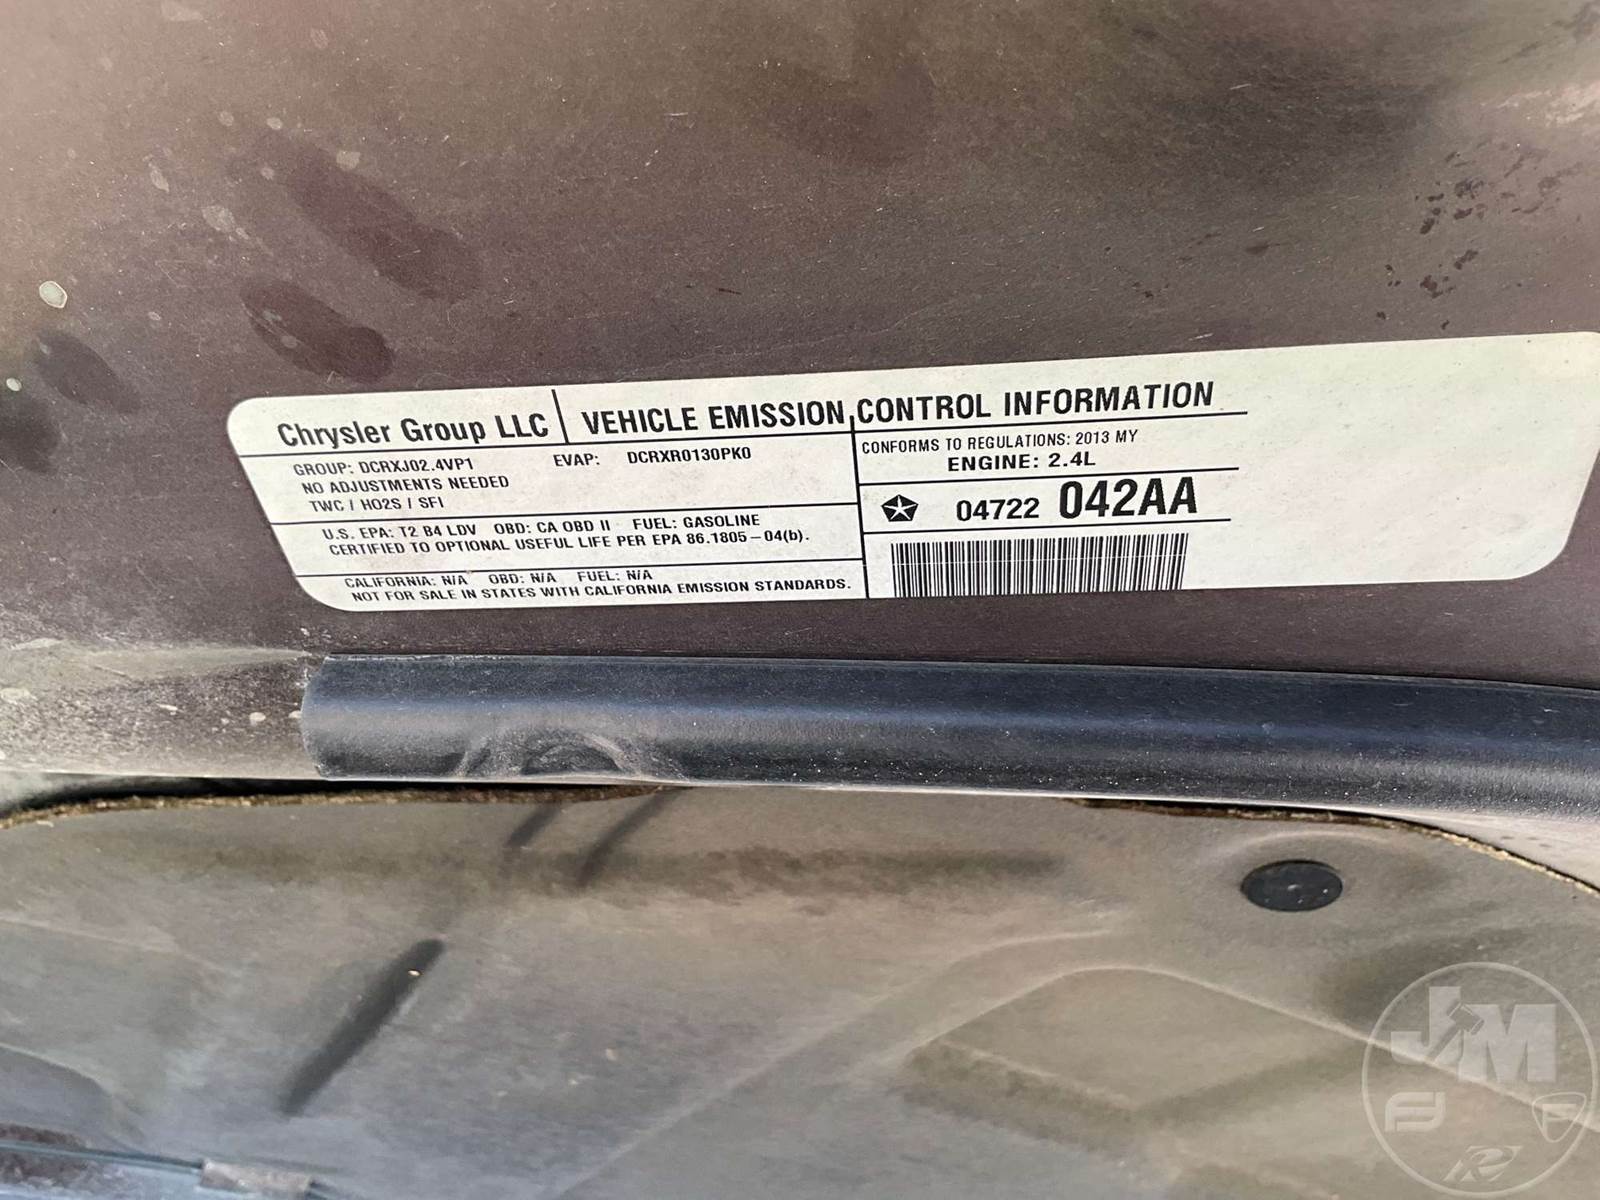 Chrysler Group LLC
VEHICLE EMISSION CONTROL INFORMATION
GROUP: DCRXJ02.4VP1 EVAP: DCRXR0130PK0
NO ADJUSTMENTS NEEDED
TWC / HO2S / SFI
U.S. EPA: T2 B4 LDV OBD: CA OBD II FUEL: GASOLINE
CERTIFIED TO OPTIONAL USEFUL LIFE PER EPA 86.1805-04(b).
CALIFORNIA: N/A OBD: N/A FUEL: N/A
NOT FOR SALE IN STATES WITH CALIFORNIA EMISSION STANDARDS.
CONFORMS TO REGULATIONS: 2013 MY
ENGINE: 2.4L
04722 042AA
JM